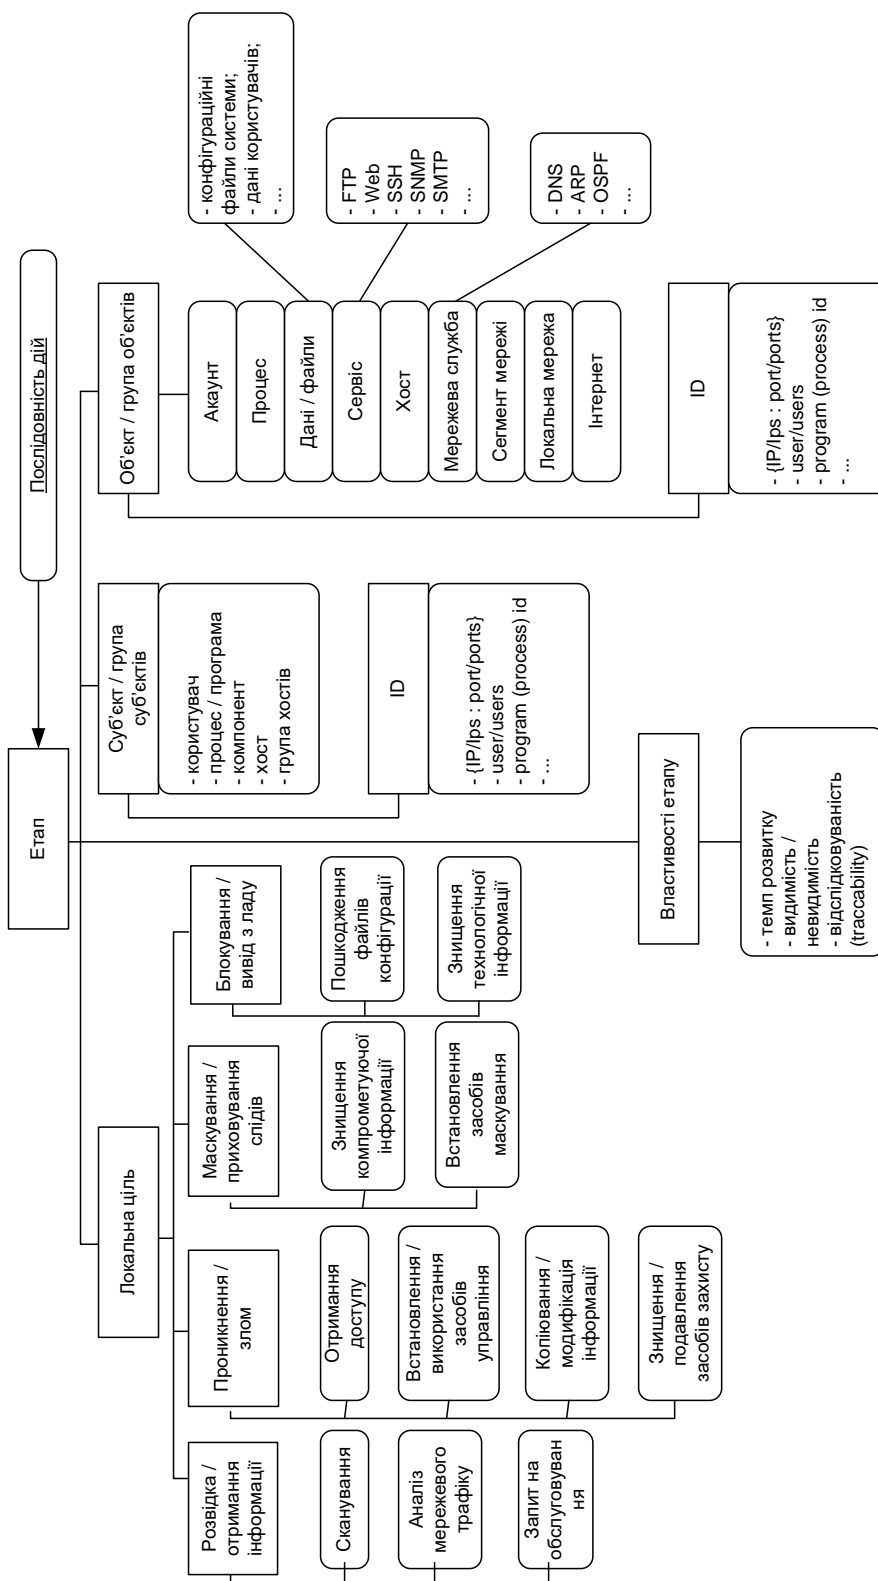 Послідовність дій
Етап
Локальна ціль
Розвідка /
отримання
інформації
Сканування
Аналіз
мережевого
трафіку
Запит на
обслуговуван
ня
Проникнення /
злом
Отримання
доступу
Встановлення /
використання
засобів
управління
Копіювання /
модифікація
інформації
Знищення /
подавлення
засобів захисту
Маскування /
приховування
слідів
Знищення
компрометуючої
інформації
Встановлення
засобів
маскування
Блокування /
вивід з ладу
Пошкодження
файлів
конфігурації
Знищення
технологічної
інформації
Властивості етапу
- темп розвитку
- видимість /
невидимість
- відслідковуваність
(traccability)
Суб’єкт / група
суб’єктів
- користувач
- процес / програма
- компонент
- хост
- група хостів
ID
- {IP/Ips : port/ports}
- user/users
- program (process) id
- ...
Об’єкт / група об’єктів
Акаунт
Процес
Дані / файли
Сервіс
Хост
Мережева служба
Сегмент мережі
Локальна мережа
Інтернет
- конфігураційні
файли системи;
- дані користувачів;
- ...
- FTP
- Web
- SSH
- SNMP
- SMTP
- ...
- DNS
- ARP
- OSPF
- ...
ID
- {IP/Ips : port/ports}
- user/users
- program (process) id
- ...